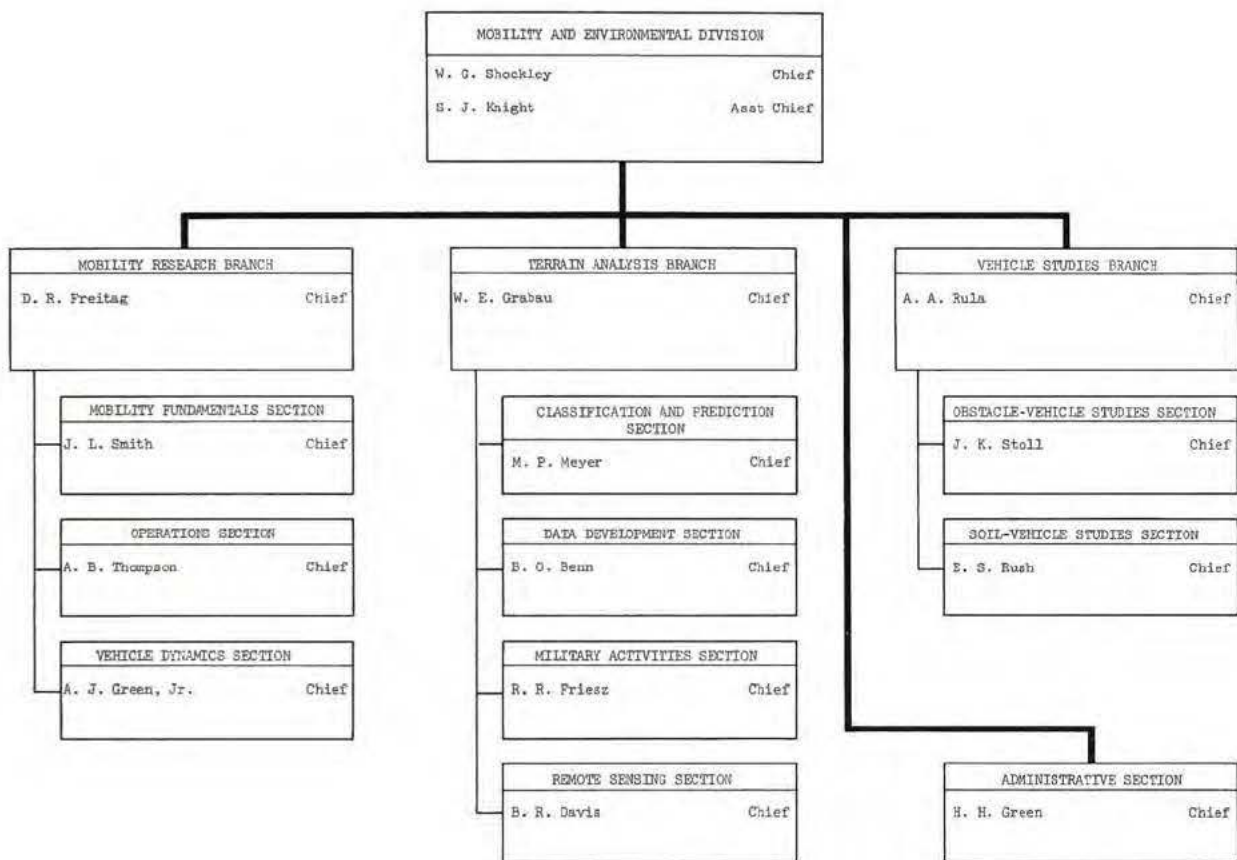 MOBILITY AND ENVIRONMENTAL DIVISION
W. G. Shockley Chief
S. J. Knight Asst Chief
MOBILITY RESEARCH BRANCH
D. R. Freitag Chief
MOBILITY FUNDAMENTALS SECTION
J. L. Smith Chief
OPERATIONS SECTION
A. B. Thompson Chief
VEHICLE DYNAMICS SECTION
A. J. Green, Jr. Chief
TERRAIN ANALYSIS BRANCH
W. E. Grabau Chief
CLASSIFICATION AND PREDICTION
SECTION
M. P. Meyer Chief
DATA DEVELOPMENT SECTION
B. O. Benn Chief
MILITARY ACTIVITIES SECTION
R. R. Friesz Chief
REMOTE SENSING SECTION
B. R. Davis Chief
VEHICLE STUDIES BRANCH
A. A. Rula Chief
OBSTACLE-VEHICLE STUDIES SECTION
J. K. Stoll Chief
SOIL-VEHICLE STUDIES SECTION
E. S. Rush Chief
ADMINISTRATIVE SECTION
H. H. Green Chief